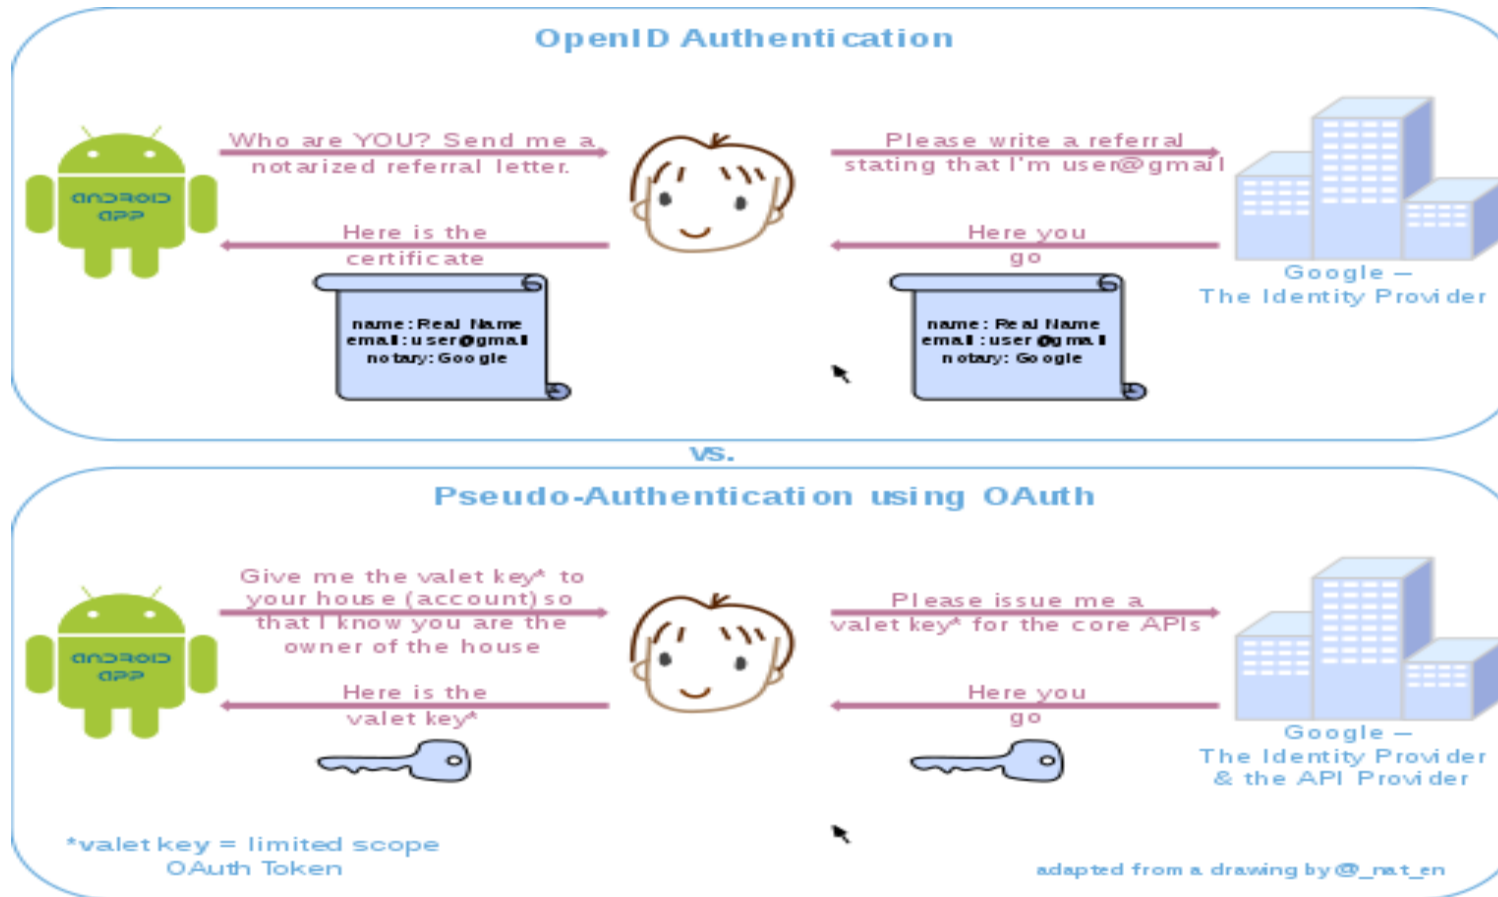 OpenID Authentication
Who are YOU? Send me a
notarized referral letter.
Please write a referral
stating that I'm user@gmail
ANDROID
APP
Here is the
certificate
Here you
go
Google —
The Identity Provider
name: Real Name
email: user@gmail
notary: Google
name: Real Name
email: user@gmail
notary: Google
vs.
Pseudo-Authentication using OAuth
Give me the valet key* to
your house (account) so
that I know you are the
owner of the house
Please issue me a
valet key* for the core APIs
ANDROID
APP
Here is the
valet key*
Here you
go
Google —
The Identity Provider
& the API Provider
*valet key = limited scope
OAuth Token
adapted from a drawing by @_nat_en